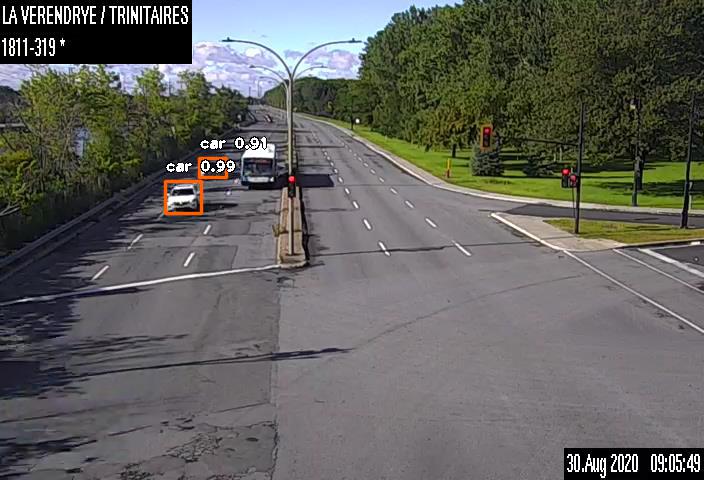 LA VERENDRYE / TRINITAIRES
1811-319 *
car 0.91
car 0.99
30.Aug 2020 09:05:49